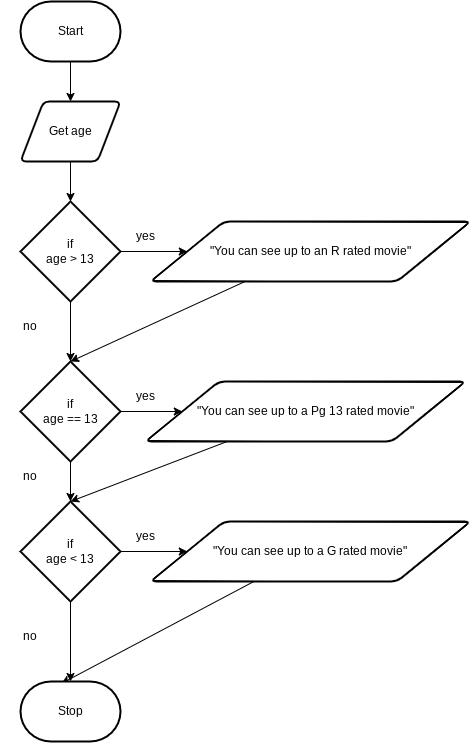 Start
Get age
if
age > 13
yes
"You can see up to an R rated movie"
no
if
age == 13
yes
"You can see up to a Pg 13 rated movie"
no
if
age < 13
yes
"You can see up to a G rated movie"
no
Stop